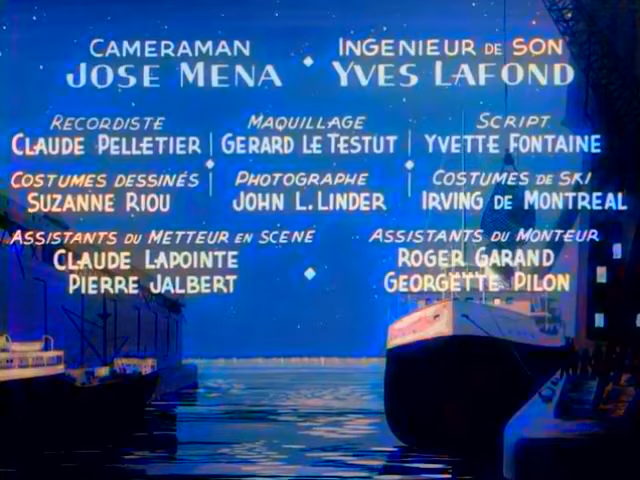 CAMERAMAN
JOSE MENA
INGENIEUR DE SON
YVES LAFOND
RECORDISTE
CLAUDE PELLETIER
MAQUILLAGE
GERARD LE TESTUT
SCRIPT
YVETTE FONTAINE
COSTUMES DESSINÉS
SUZANNE RIOU
PHOTOGRAPHE
JOHN L. LINDER
COSTUMES DE SKI
IRVING DE MONTREAL
ASSISTANTS DU METTEUR EN SCENE
CLAUDE LAPOINTE
PIERRE JALBERT
ASSISTANTS DU MONTEUR
ROGER GARAND
GEORGETTE PILON